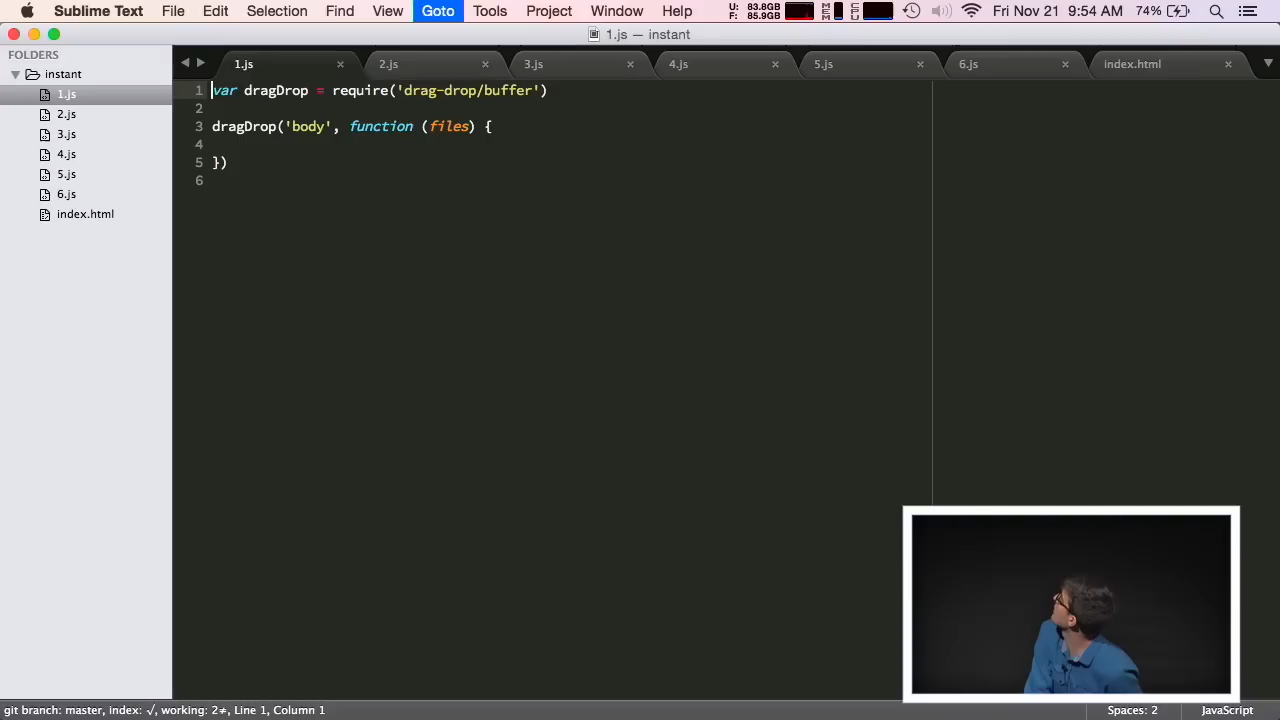 Sublime Text File Edit Selection Find View Goto Tools Project Window Help U: 83.8GB F: 85.9GB Fri Nov 21 9:54 AM 74%
1.js — instant
FOLDERS
instant
1.js
2.js
3.js
4.js
5.js
6.js
index.html
1.js 2.js 3.js 4.js 5.js 6.js index.html
1 var dragDrop = require('drag-drop/buffer')
2
3 dragDrop('body', function (files) {
4
5 })
6
git branch: master, index: √, working: 2≠, Line 1, Column 1 Spaces: 2 JavaScript